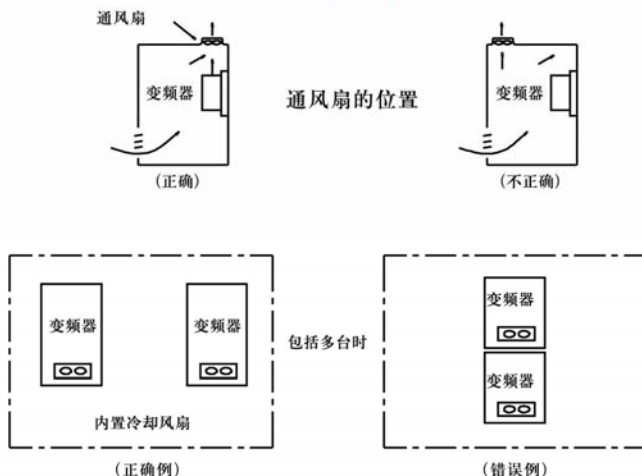 通风扇
变频器
通风扇的位置
变频器
(正确)
(不正确)
变频器
变频器
包括多台时
变频器
变频器
内置冷却风扇
(正确例)
(错误例)